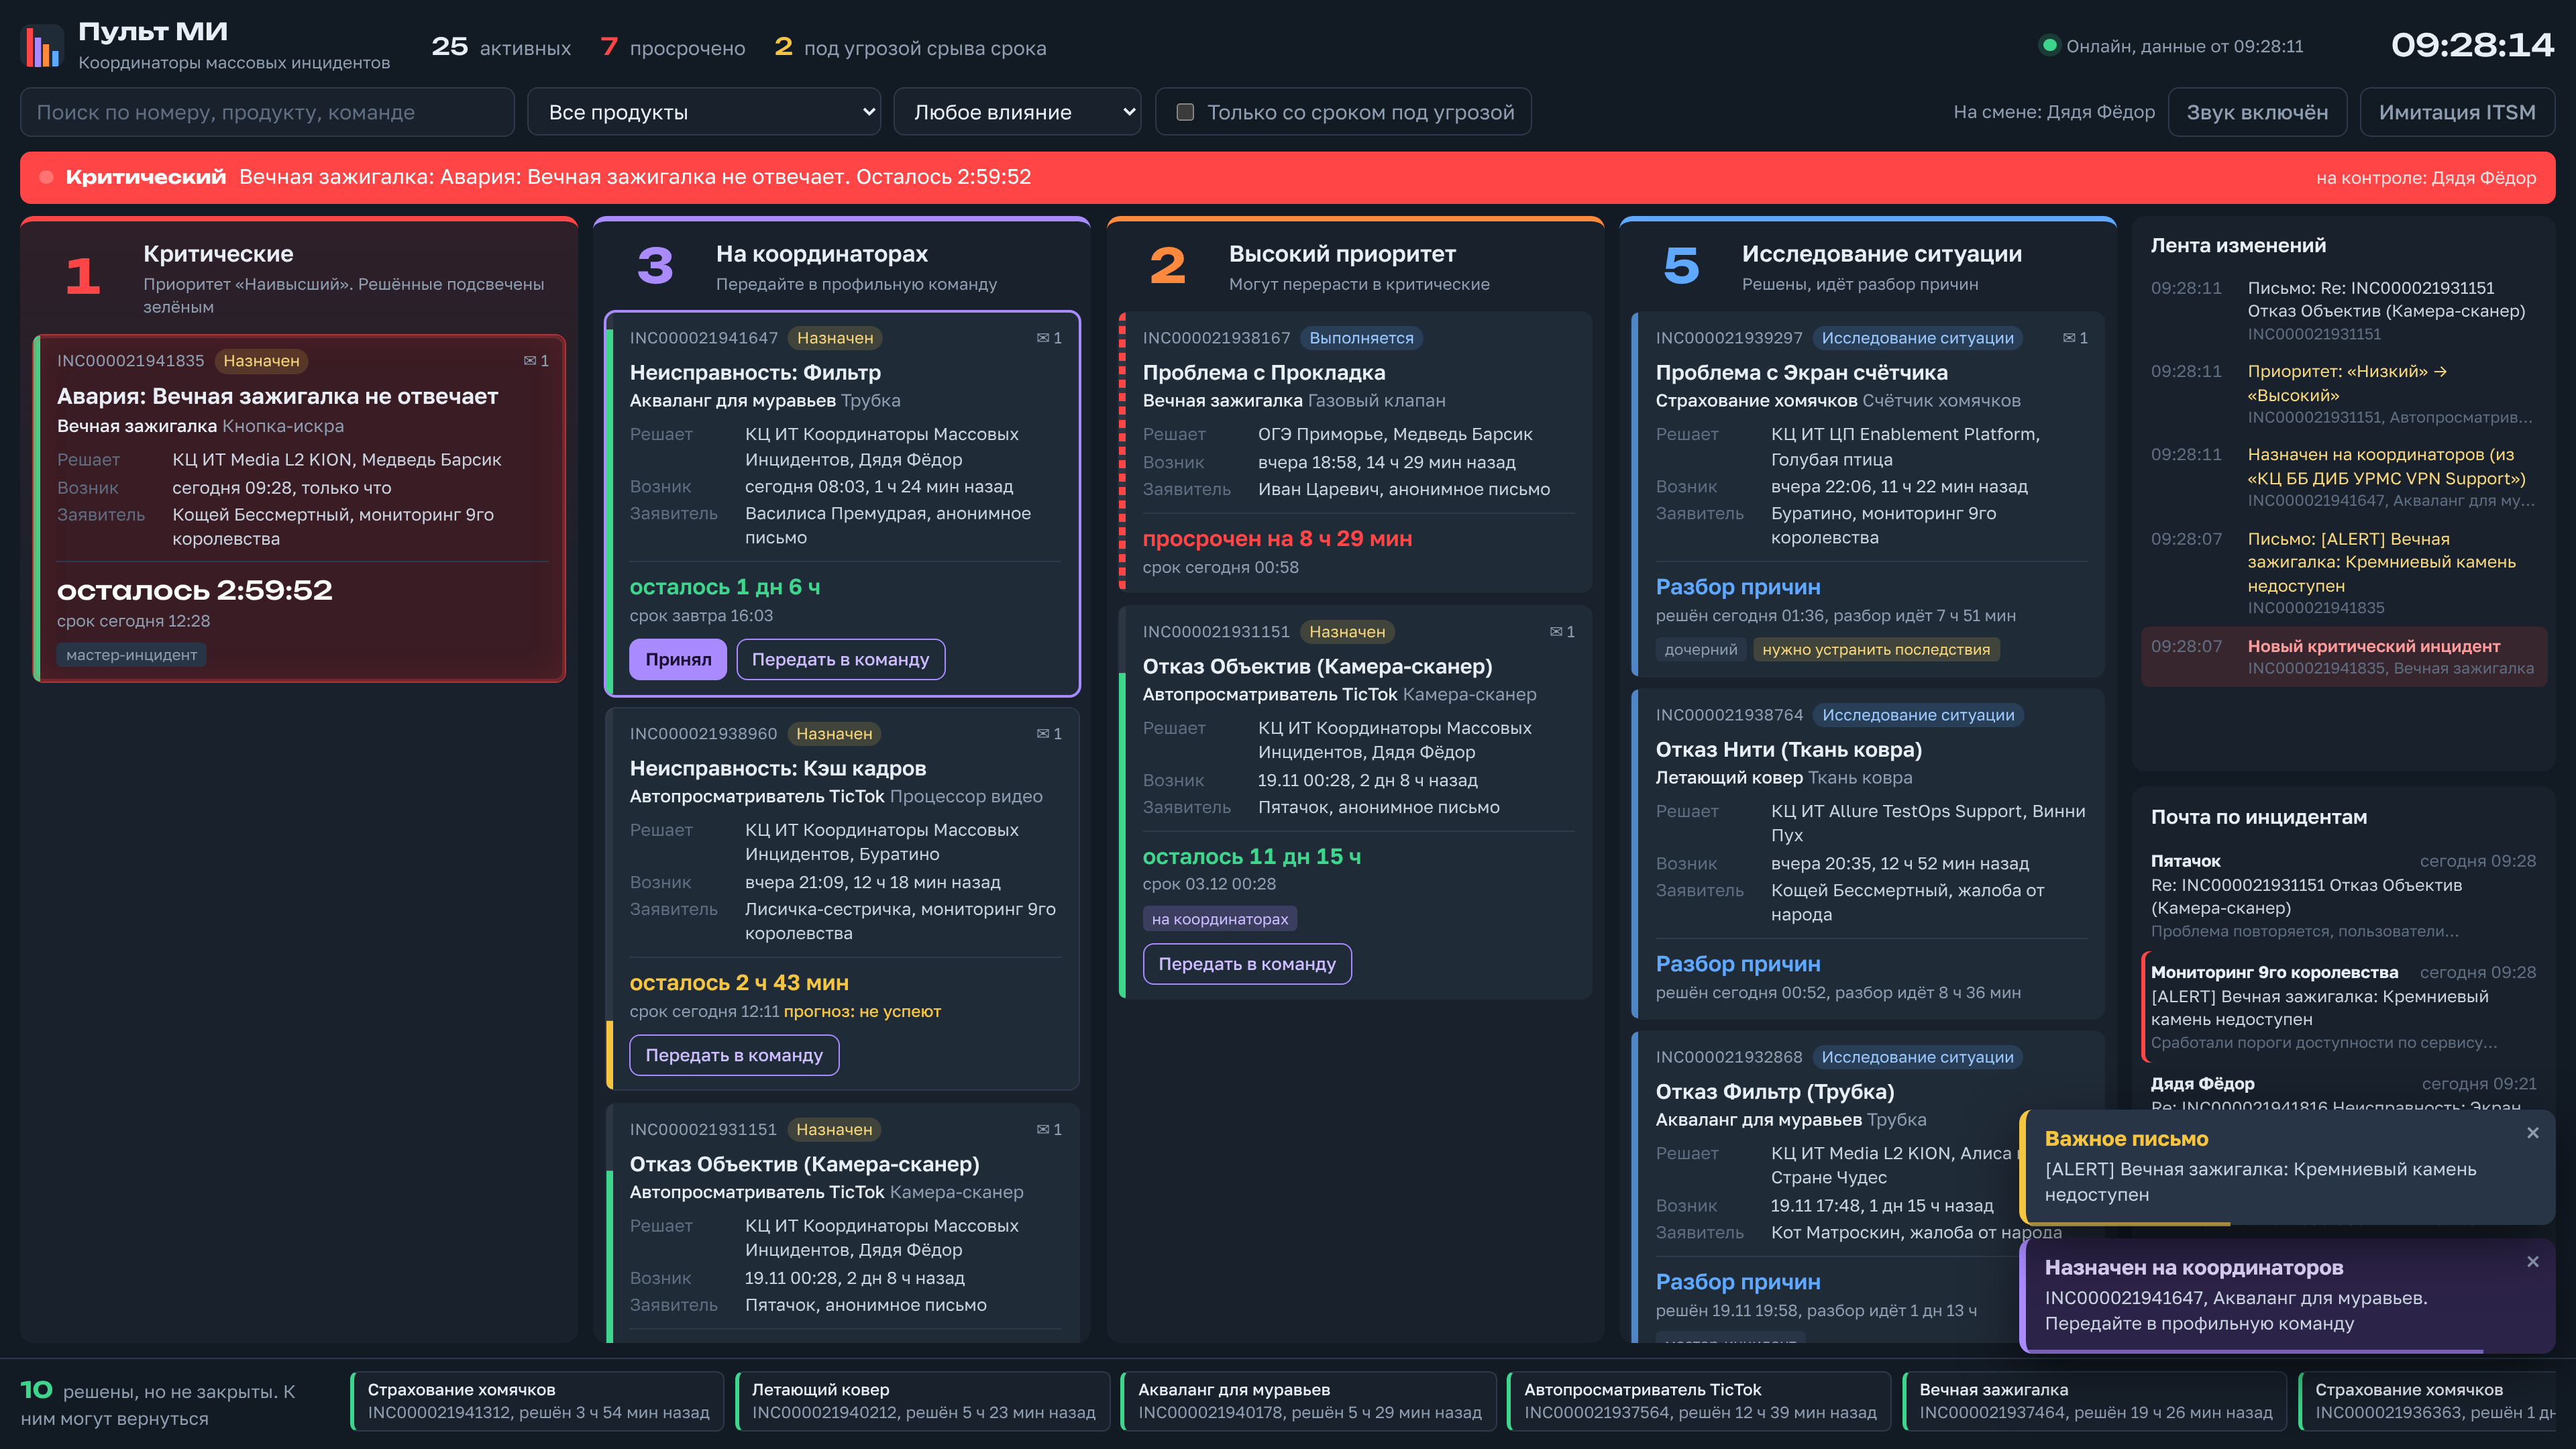 Пульт МИ
Координаторы массовых инцидентов
25 активных 7 просрочено 2 под угрозой срыва срока
Онлайн, данные от 09:28:11
09:28:14
Поиск по номеру, продукту, команде
Все продукты
Любое влияние
Только со сроком под угрозой
На смене: Дядя Фёдор
Звук включён
Имитация ITSM
Критический Вечная зажигалка: Авария: Вечная зажигалка не отвечает. Осталось 2:59:52
на контроле: Дядя Фёдор
1
Критические
Приоритет «Наивысший». Решённые подсвечены
зелёным
INC000021941835 Назначен ✉ 1
Авария: Вечная зажигалка не отвечает
Вечная зажигалка Кнопка-искра
Решает КЦ ИТ Media L2 KION, Медведь Барсик
Возник сегодня 09:28, только что
Заявитель Кощей Бессмертный, мониторинг 9го
королевства
осталось 2:59:52
срок сегодня 12:28
мастер-инцидент
3
На координаторах
Передайте в профильную команду
INC000021941647 Назначен ✉ 1
Неисправность: Фильтр
Акваланг для муравьев Трубка
Решает КЦ ИТ Координаторы Массовых
Инцидентов, Дядя Фёдор
Возник сегодня 08:03, 1 ч 24 мин назад
Заявитель Василиса Премудрая, анонимное
письмо
осталось 1 дн 6 ч
срок завтра 16:03
Принял
Передать в команду
INC000021938960 Назначен ✉ 1
Неисправность: Кэш кадров
Автопросматриватель TicTok Процессор видео
Решает КЦ ИТ Координаторы Массовых
Инцидентов, Буратино
Возник вчера 21:09, 12 ч 18 мин назад
Заявитель Лисичка-сестричка, мониторинг 9го
королевства
осталось 2 ч 43 мин
срок сегодня 12:11 прогноз: не успеют
Передать в команду
INC000021931151 Назначен ✉ 1
Отказ Объектив (Камера-сканер)
Автопросматриватель TicTok Камера-сканер
Решает КЦ ИТ Координаторы Массовых
Инцидентов, Дядя Фёдор
Возник 19.11 00:28, 2 дн 8 ч назад
Заявитель Пятачок, анонимное письмо
2
Высокий приоритет
Могут перерасти в критические
INC000021938167 Выполняется
Проблема с Прокладка
Вечная зажигалка Газовый клапан
Решает ОГЭ Приморье, Медведь Барсик
Возник вчера 18:58, 14 ч 29 мин назад
Заявитель Иван Царевич, анонимное письмо
просрочен на 8 ч 29 мин
срок сегодня 00:58
INC000021931151 Назначен ✉ 1
Отказ Объектив (Камера-сканер)
Автопросматриватель TicTok Камера-сканер
Решает КЦ ИТ Координаторы Массовых
Инцидентов, Дядя Фёдор
Возник 19.11 00:28, 2 дн 8 ч назад
Заявитель Пятачок, анонимное письмо
осталось 11 дн 15 ч
срок 03.12 00:28
на координаторах
Передать в команду
5
Исследование ситуации
Решены, идёт разбор причин
INC000021939297 Исследование ситуации ✉ 1
Проблема с Экран счётчика
Страхование хомячков Счётчик хомячков
Решает КЦ ИТ ЦП Enablement Platform,
Голубая птица
Возник вчера 22:06, 11 ч 22 мин назад
Заявитель Буратино, мониторинг 9го
королевства
Разбор причин
решён сегодня 01:36, разбор идёт 7 ч 51 мин
дочерний нужно устранить последствия
INC000021938764 Исследование ситуации
Отказ Нити (Ткань ковра)
Летающий ковер Ткань ковра
Решает КЦ ИТ Allure TestOps Support, Винни
Пух
Возник вчера 20:35, 12 ч 52 мин назад
Заявитель Кощей Бессмертный, жалоба от
народа
Разбор причин
решён сегодня 00:52, разбор идёт 8 ч 36 мин
INC000021932868 Исследование ситуации
Отказ Фильтр (Трубка)
Акваланг для муравьев Трубка
Решает КЦ ИТ Media L2 KION, Алиса
Стране Чудес
Возник 19.11 17:48, 1 дн 15 ч назад
Заявитель Кот Матроскин, жалоба от народа
Разбор причин
решён 19.11 19:58, разбор идёт 1 дн 13 ч
Лента изменений
09:28:11 Письмо: Re: INC000021931151
Отказ Объектив (Камера-сканер)
INC000021931151
09:28:11 Приоритет: «Низкий» →
«Высокий»
INC000021931151, Автопросматрив...
09:28:11 Назначен на координаторов (из
«КЦ ББ ДИБ УРМС VPN Support»)
INC000021941647, Акваланг для му...
09:28:07 Письмо: [ALERT] Вечная
зажигалка: Кремниевый камень
недоступен
INC000021941835
09:28:07 Новый критический инцидент
INC000021941835, Вечная зажигалка
Почта по инцидентам
Пятачок сегодня 09:28
Re: INC000021931151 Отказ Объектив
(Камера-сканер)
Проблема повторяется, пользователи...
Мониторинг 9го королевства сегодня 09:28
[ALERT] Вечная зажигалка: Кремниевый
камень недоступен
Сработали пороги доступности по сервису...
Дядя Фёдор сегодня 09:21
Re: INC000021941816 Неисправность: Экран
Важное письмо ✕
[ALERT] Вечная зажигалка: Кремниевый камень
недоступен
Назначен на координаторов ✕
INC000021941647, Акваланг для муравьев.
Передайте в профильную команду
10 решены, но не закрыты. К
ним могут вернуться
Страхование хомячков
INC000021941312, решён 3 ч 54 мин назад
Летающий ковер
INC000021940212, решён 5 ч 23 мин назад
Акваланг для муравьев
INC000021940178, решён 5 ч 29 мин назад
Автопросматриватель TicTok
INC000021937564, решён 12 ч 39 мин назад
Вечная зажигалка
INC000021937464, решён 19 ч 26 мин назад
Страхование хомячков
INC000021936363, решён 1 дн